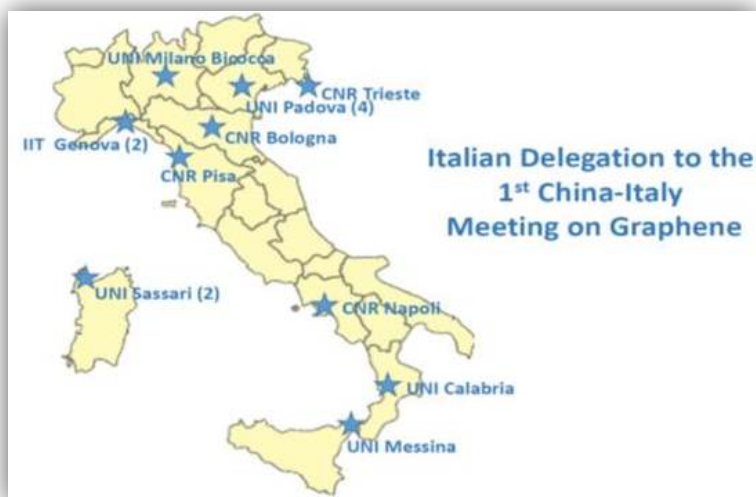 UNI Milano Bicocca
CNR Trieste
UNI Padova (4)
IIT Genova (2)
CNR Bologna
CNR Pisa
Italian Delegation to the
1st China-Italy
Meeting on Graphene
UNI Sassari (2)
CNR Napoli
UNI Calabria
UNI Messina